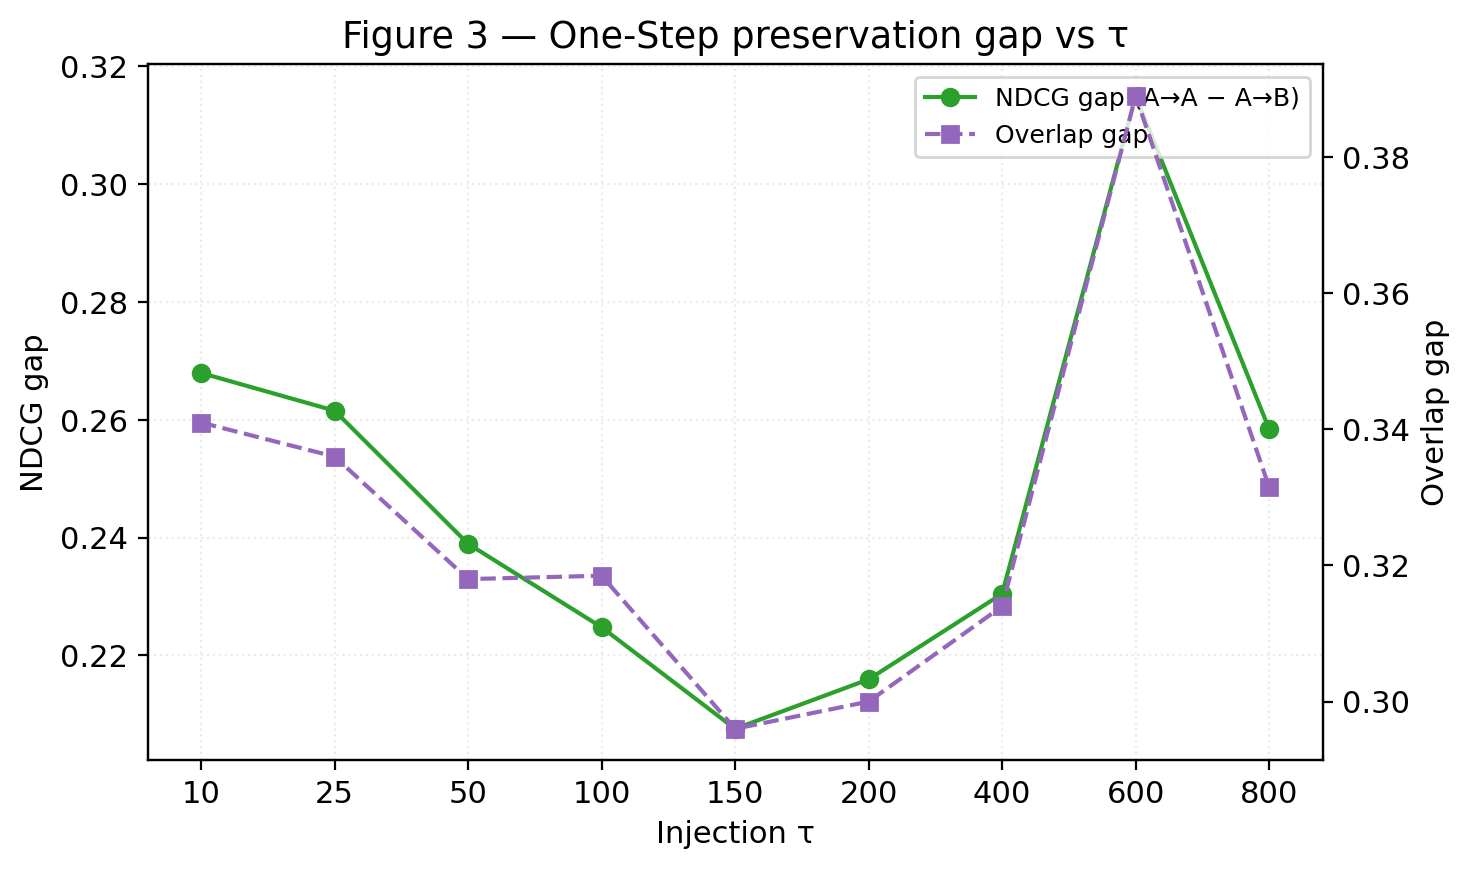 Figure 3 — One-Step preservation gap vs τ
NDCG gap (A→A − A→B)
Overlap gap
0.32
0.30
0.28
0.26
0.24
0.22
NDCG gap
0.38
0.36
0.34
0.32
0.30
Overlap gap
10 25 50 100 150 200 400 600 800
Injection τ